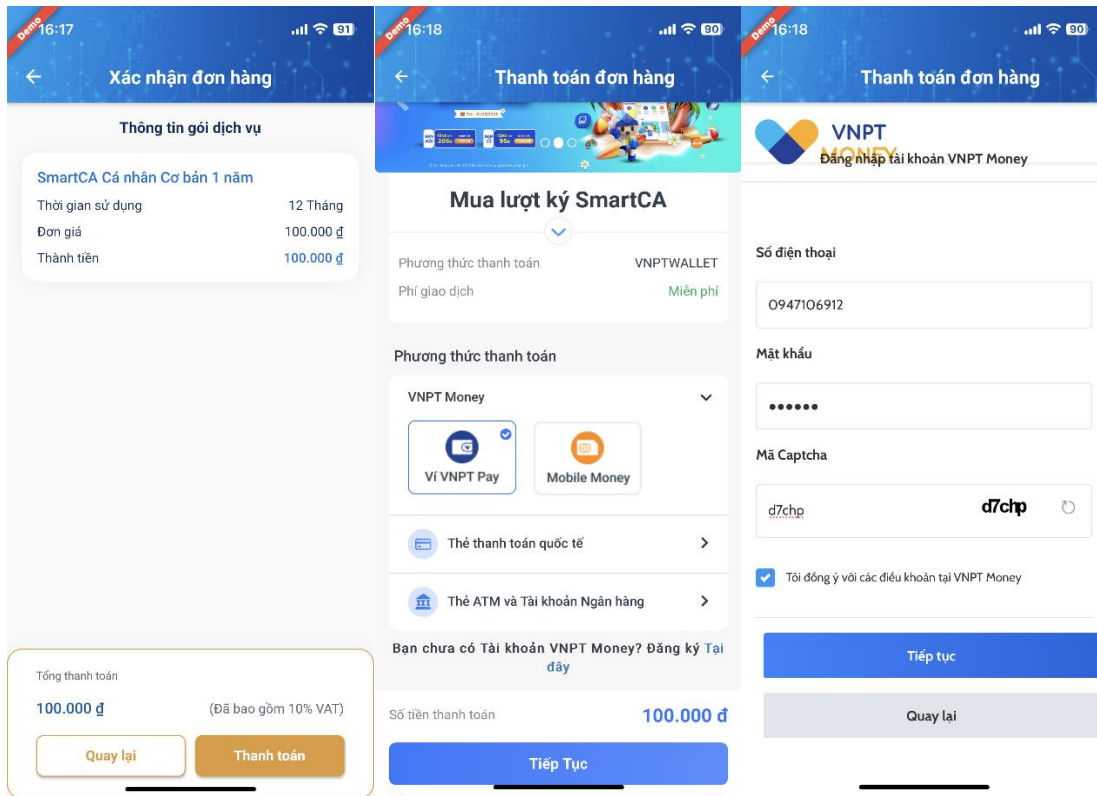 Demo
16:17
91
Xác nhận đơn hàng
Thông tin gói dịch vụ
SmartCA Cá nhân Cơ bản 1 năm
Thời gian sử dụng 12 Tháng
Đơn giá 100.000 ₫
Thành tiền 100.000 ₫
Tổng thanh toán
100.000 ₫ (Đã bao gồm 10% VAT)
Quay lại Thanh toán
Demo
16:18
90
Thanh toán đơn hàng
Mua lượt ký SmartCA
Phương thức thanh toán VNPTWALLET
Phí giao dịch Miễn phí
Phương thức thanh toán
VNPT Money
Ví VNPT Pay Mobile Money
Thẻ thanh toán quốc tế
Thẻ ATM và Tài khoản Ngân hàng
Bạn chưa có Tài khoản VNPT Money? Đăng ký Tại
đây
Số tiền thanh toán 100.000 đ
Tiếp Tục
Demo
16:18
90
Thanh toán đơn hàng
VNPT
MONEY
Đăng nhập tài khoản VNPT Money
Số điện thoại
0947106912
Mật khẩu
••••••
Mã Captcha
d7chp d7chp
Tôi đồng ý với các điều khoản tại VNPT Money
Tiếp tục
Quay lại